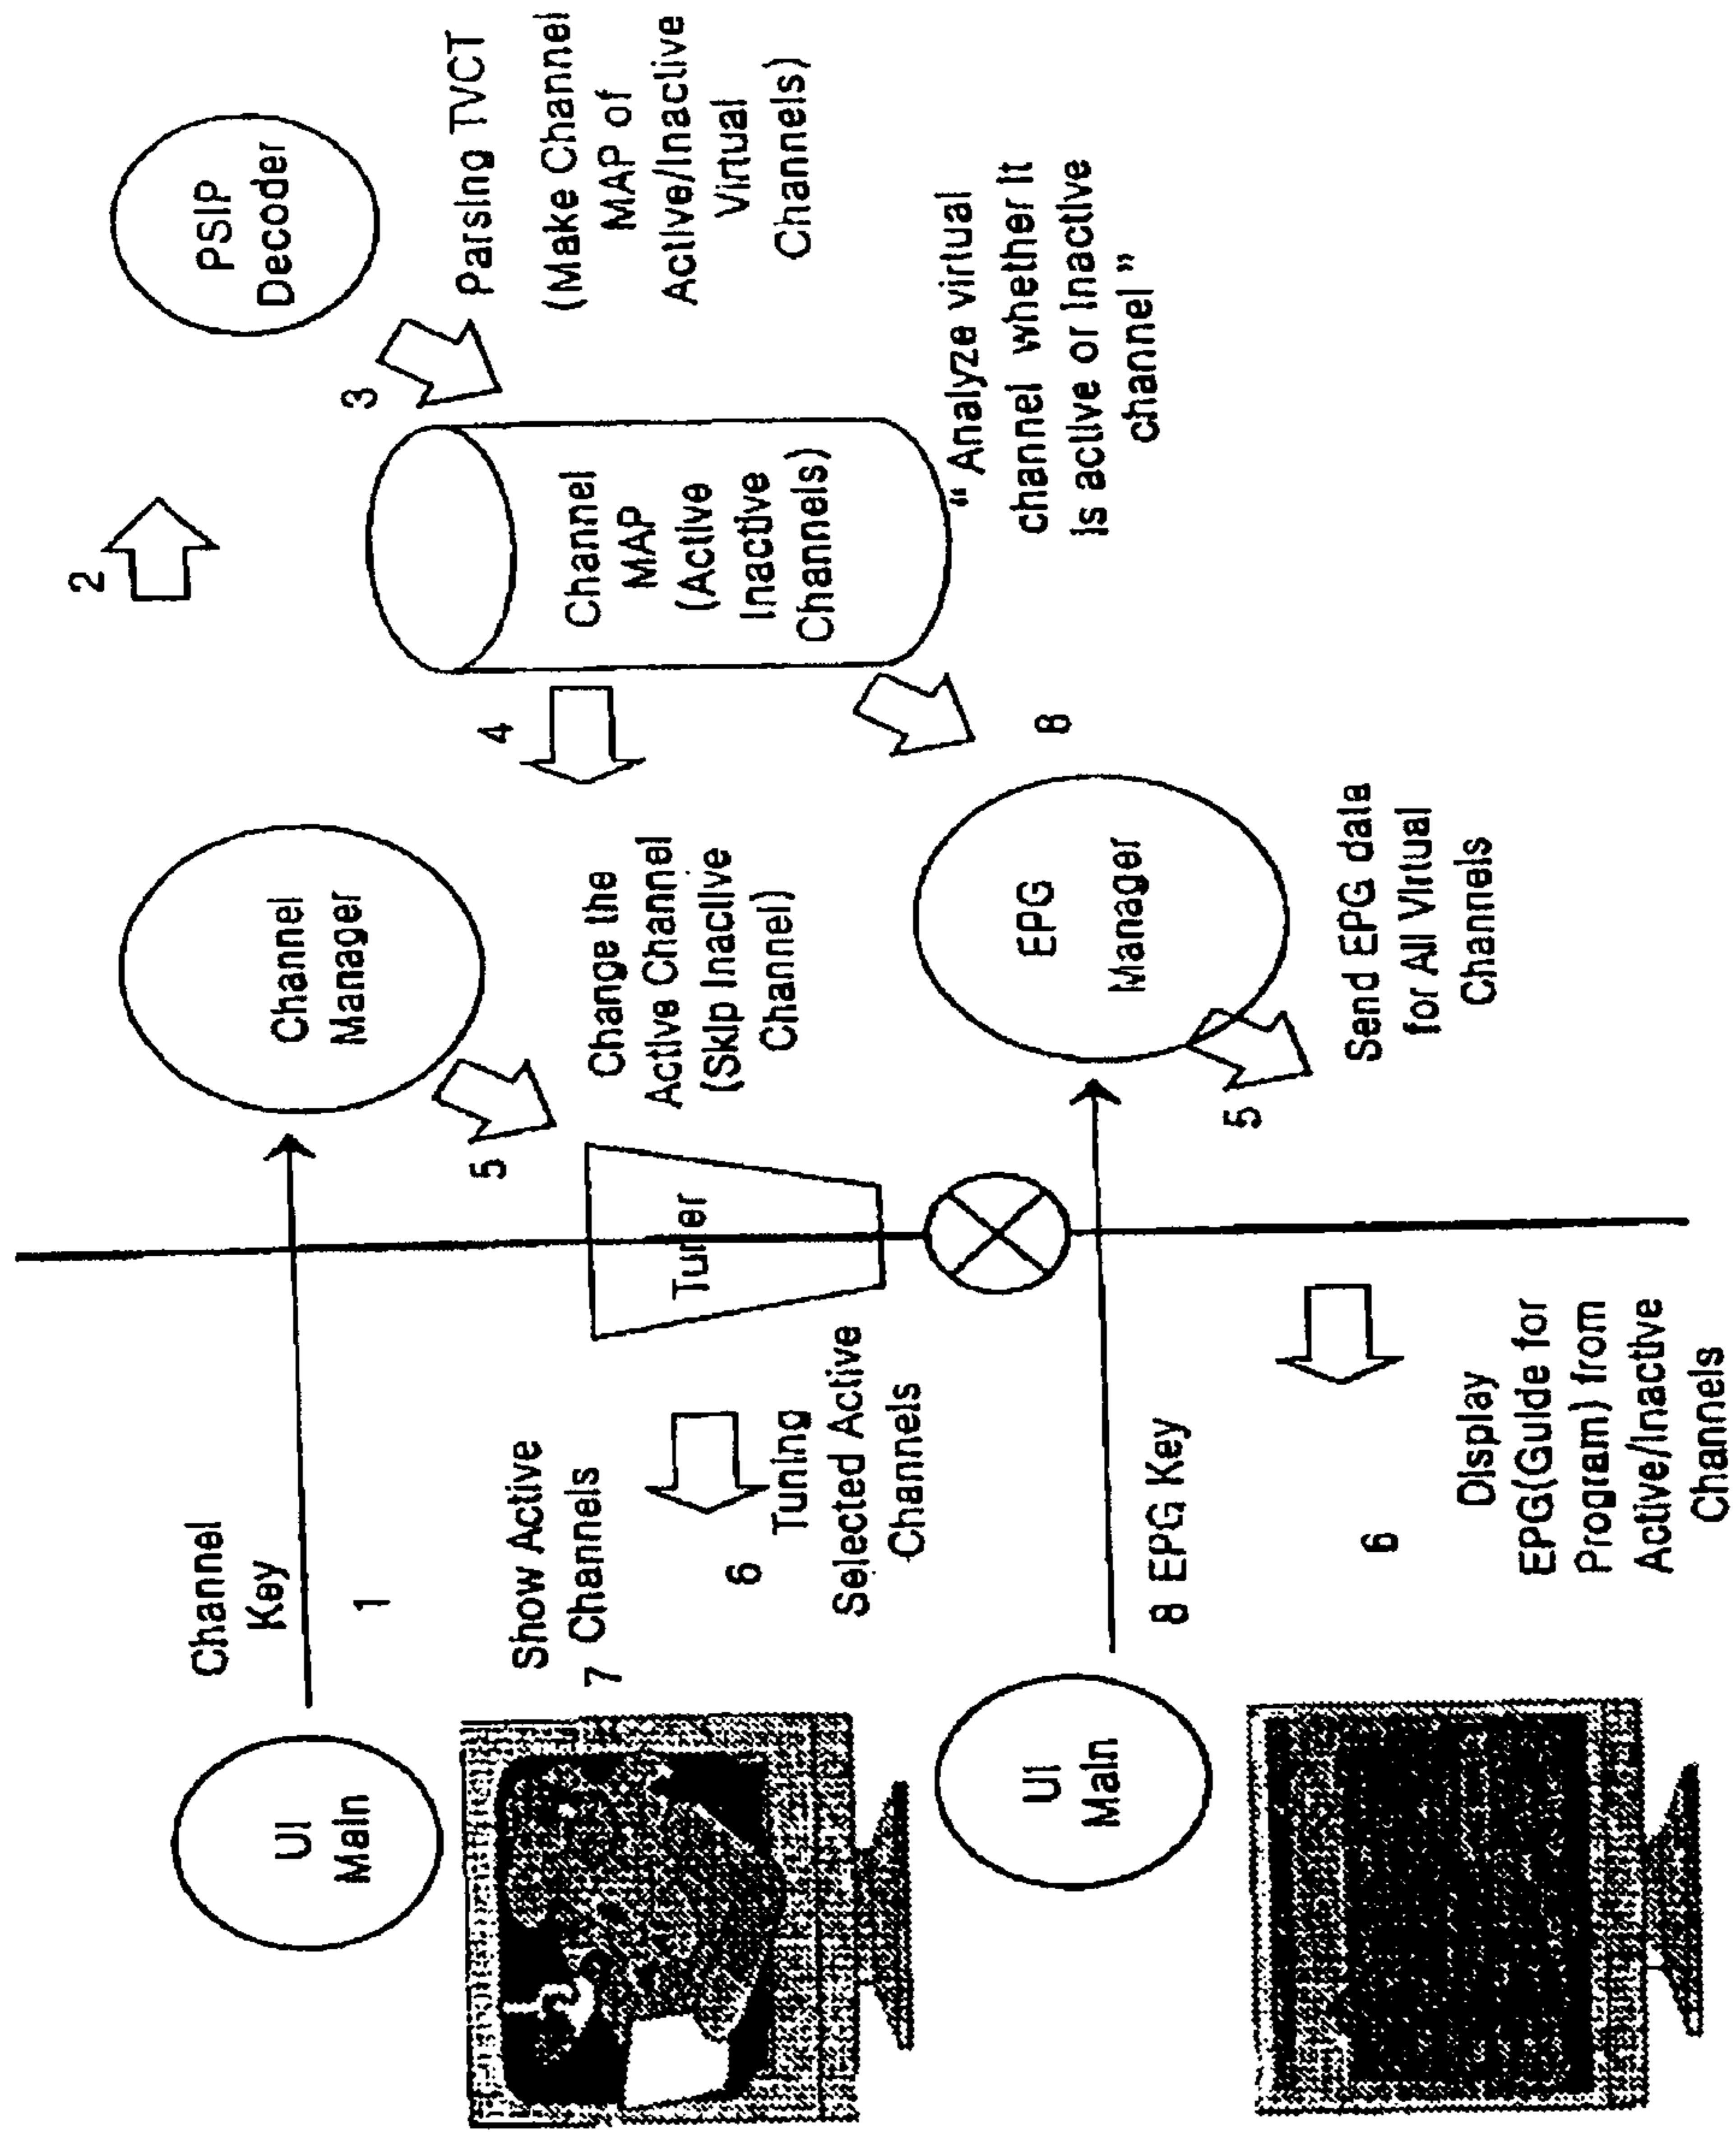 UI
Main
Channel
Key
1
Channel
Manager
2
PSIP
Decoder
3
Parsing TVCT
(Make Channel
MAP of
Active/Inactive
Virtual
Channels)
Channel
MAP
(Active
Inactive
Channels)
4
5
Change the
Active Channel
(Skip Inactive
Channel)
Tuner
Show Active
7 Channels
6
Tuning
Selected Active
Channels
“ Analyze virtual
channel whether it
is active or inactive
channel ”
8
UI
Main
8 EPG Key
EPG
Manager
5
Send EPG data
for All Virtual
Channels
6
Display
EPG(Guide for
Program) from
Active/Inactive
Channels